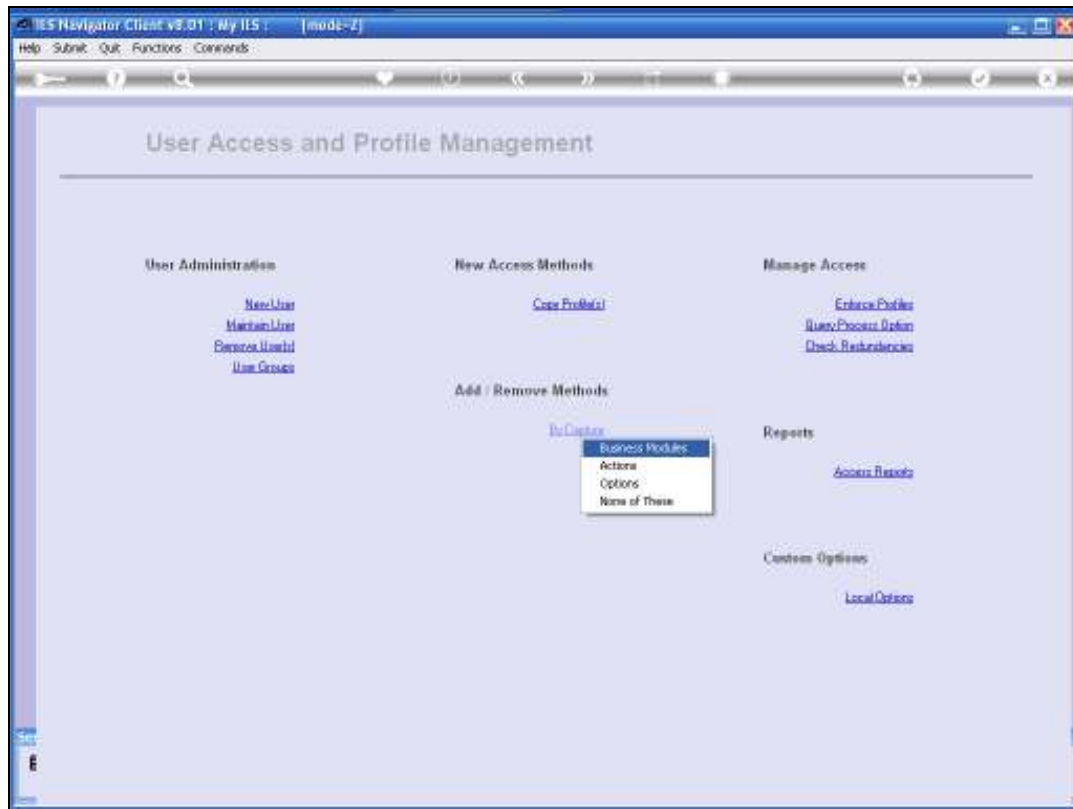 IES Navigator Client v8.01 : My IES : [mode-Z]
Help Submit Quit Functions Commands
User Access and Profile Management
User Administration
New User
Maintain User
Remove User(s)
User Groups
New Access Methods
Copy Profile(s)
Add / Remove Methods
By Capture
Business Modules
Actions
Options
None of These
Manage Access
Enforce Profiles
Query Process Option
Check Redundancies
Reports
Access Reports
Custom Options
Local Options